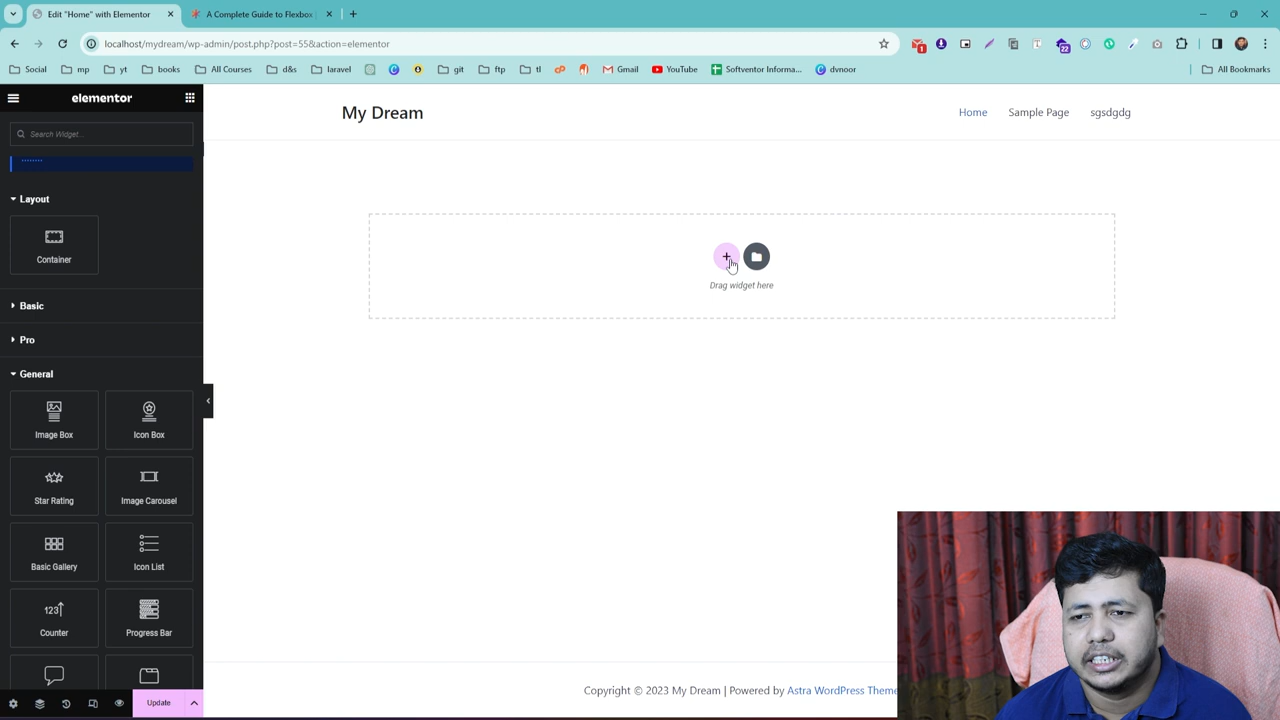 Edit "Home" with Elementor
A Complete Guide to Flexbox
localhost/mydream/wp-admin/post.php?post=55&action=elementor
1
22
Social
mp
yt
books
All Courses
d&s
laravel
git
ftp
tl
Gmail
YouTube
Softventor Informa...
dvnoor
All Bookmarks
elementor
Search Widget...
Layout
Container
Basic
Pro
General
Image Box
Icon Box
Star Rating
Image Carousel
Basic Gallery
Icon List
123
Counter
Progress Bar
Update
My Dream
Home
Sample Page
sgsdgdg
Drag widget here
Copyright © 2023 My Dream | Powered by Astra WordPress Theme